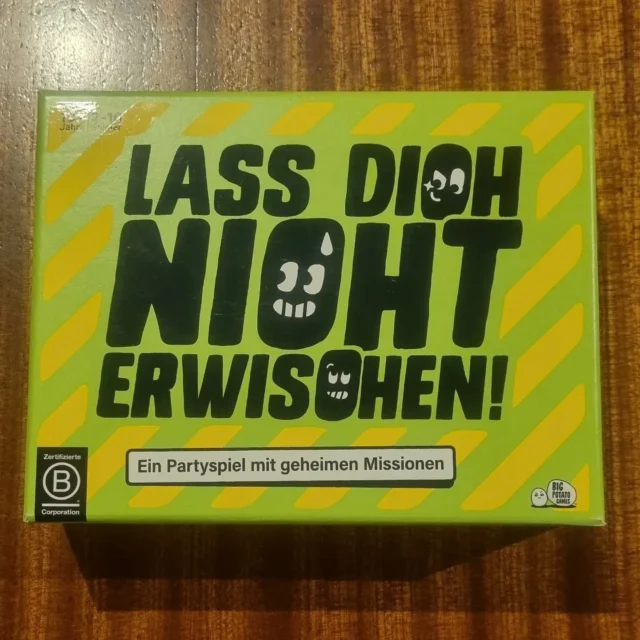 LASS DICH
NICHT
ERWISCHEN!
Ein Partyspiel mit geheimen Missionen
Zertifizierte
B
Corporation
BIG
POTATO
GAMES